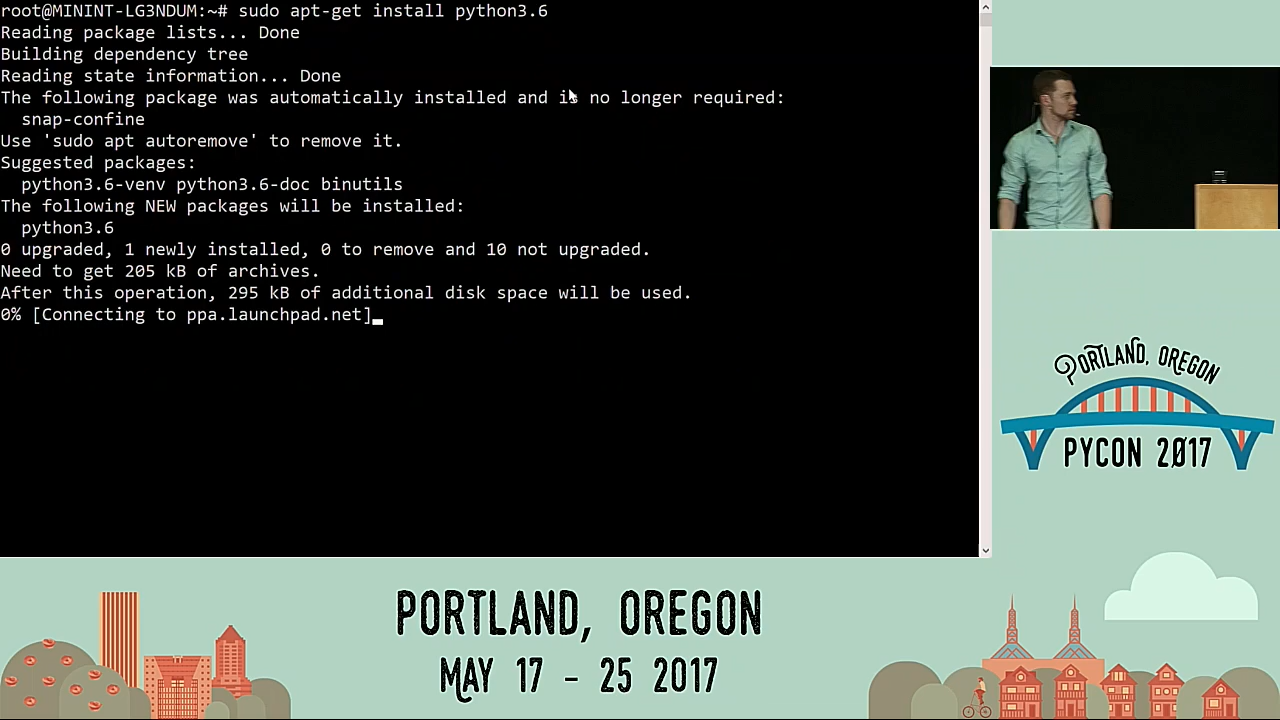 root@MININT-LG3NDUM:~# sudo apt-get install python3.6
Reading package lists... Done
Building dependency tree
Reading state information... Done
The following package was automatically installed and is no longer required:
  snap-confine
Use 'sudo apt autoremove' to remove it.
Suggested packages:
  python3.6-venv python3.6-doc binutils
The following NEW packages will be installed:
  python3.6
0 upgraded, 1 newly installed, 0 to remove and 10 not upgraded.
Need to get 205 kB of archives.
After this operation, 295 kB of additional disk space will be used.
0% [Connecting to ppa.launchpad.net]
PORTLAND, OREGON
PYCON 2017
PORTLAND, OREGON
MAY 17 - 25 2017